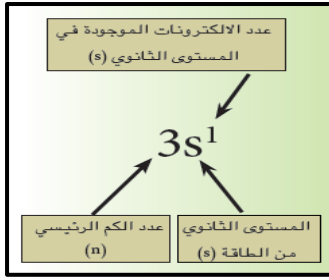 عدد الالكترونات الموجودة في
المستوى الثانوي (s)
3s¹
المستوى الثانوي
من الطاقة (s)
عدد الكم الرئيسي
(n)